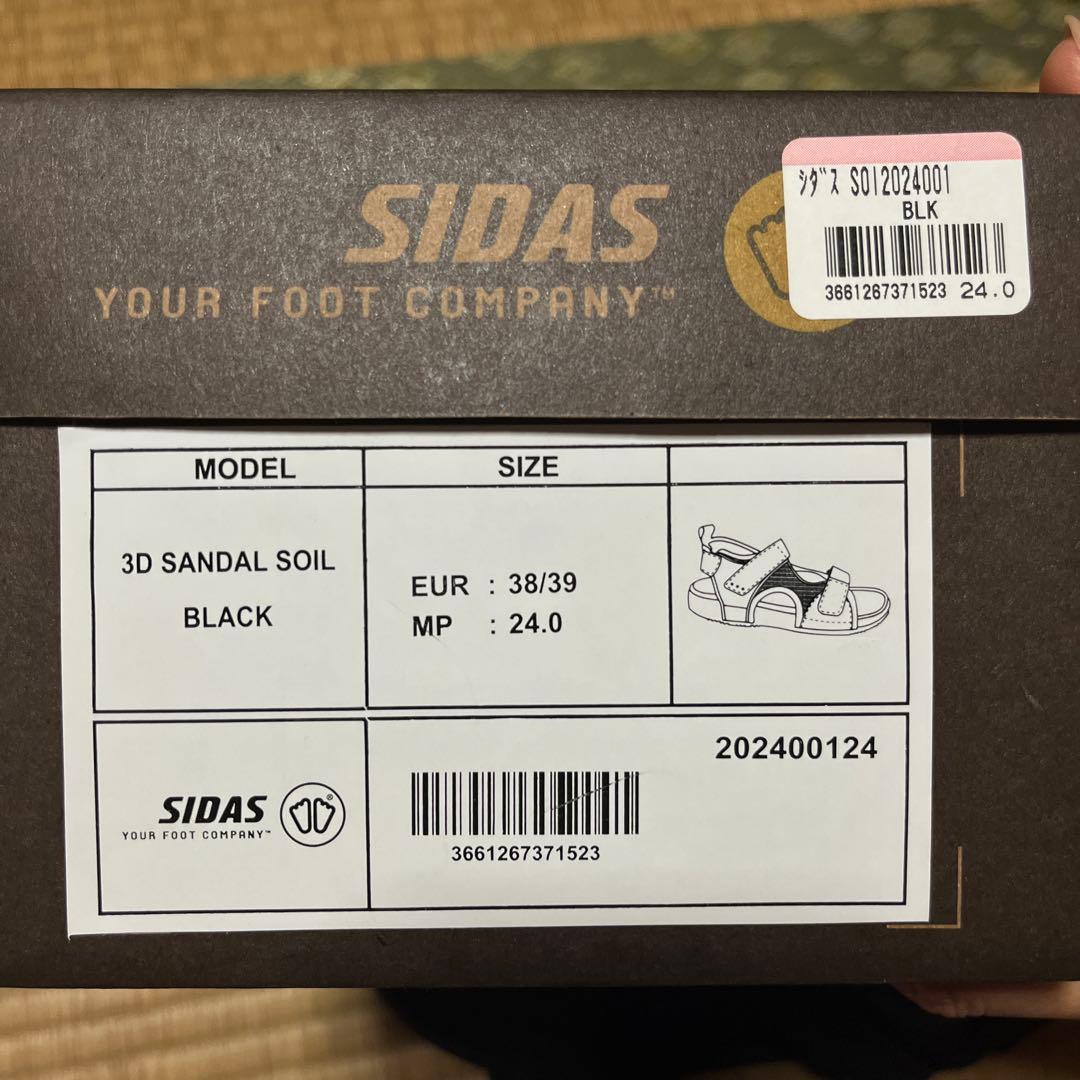 SIDAS
YOUR FOOT COMPANY™
ｼﾀﾞｽ SOI2024001
BLK
3661267371523 24.0
MODEL
SIZE
3D SANDAL SOIL
BLACK
EUR : 38/39
MP : 24.0
SIDAS
YOUR FOOT COMPANY™
®
202400124
3661267371523